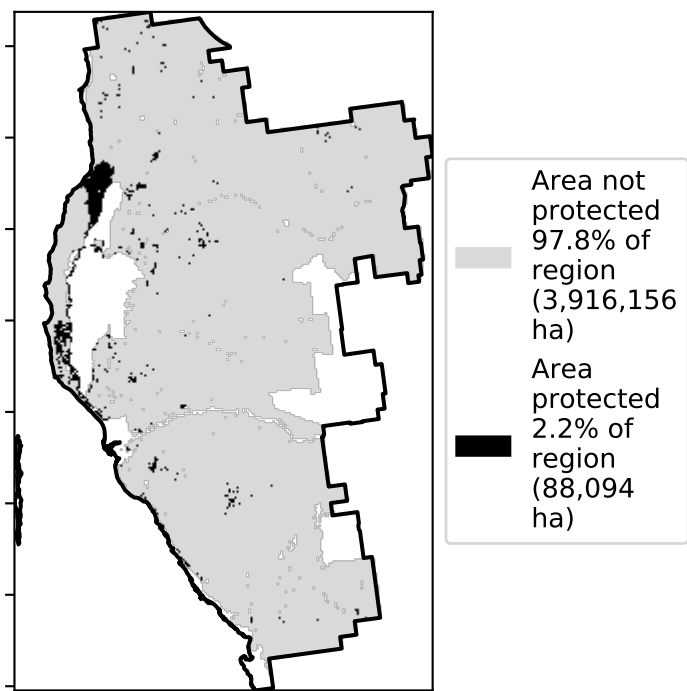 Area not
protected
97.8% of
region
(3,916,156
ha)
Area
protected
2.2% of
region
(88,094
ha)